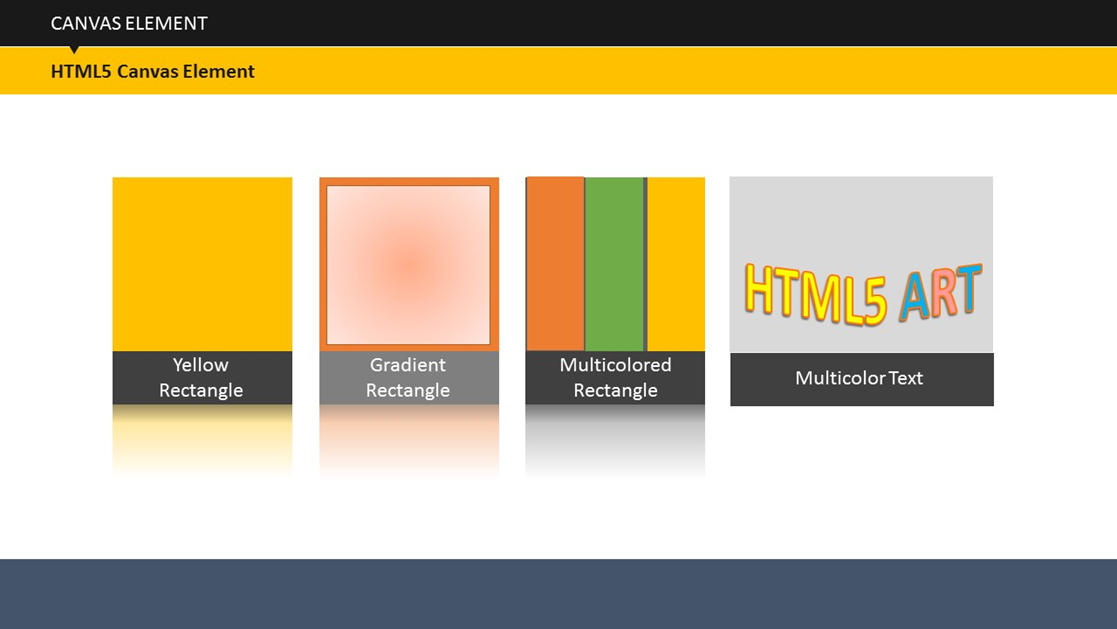 CANVAS ELEMENT
HTML5 Canvas Element
HTML5 ART
Yellow
Rectangle
Gradient
Rectangle
Multicolored
Rectangle
Multicolor Text